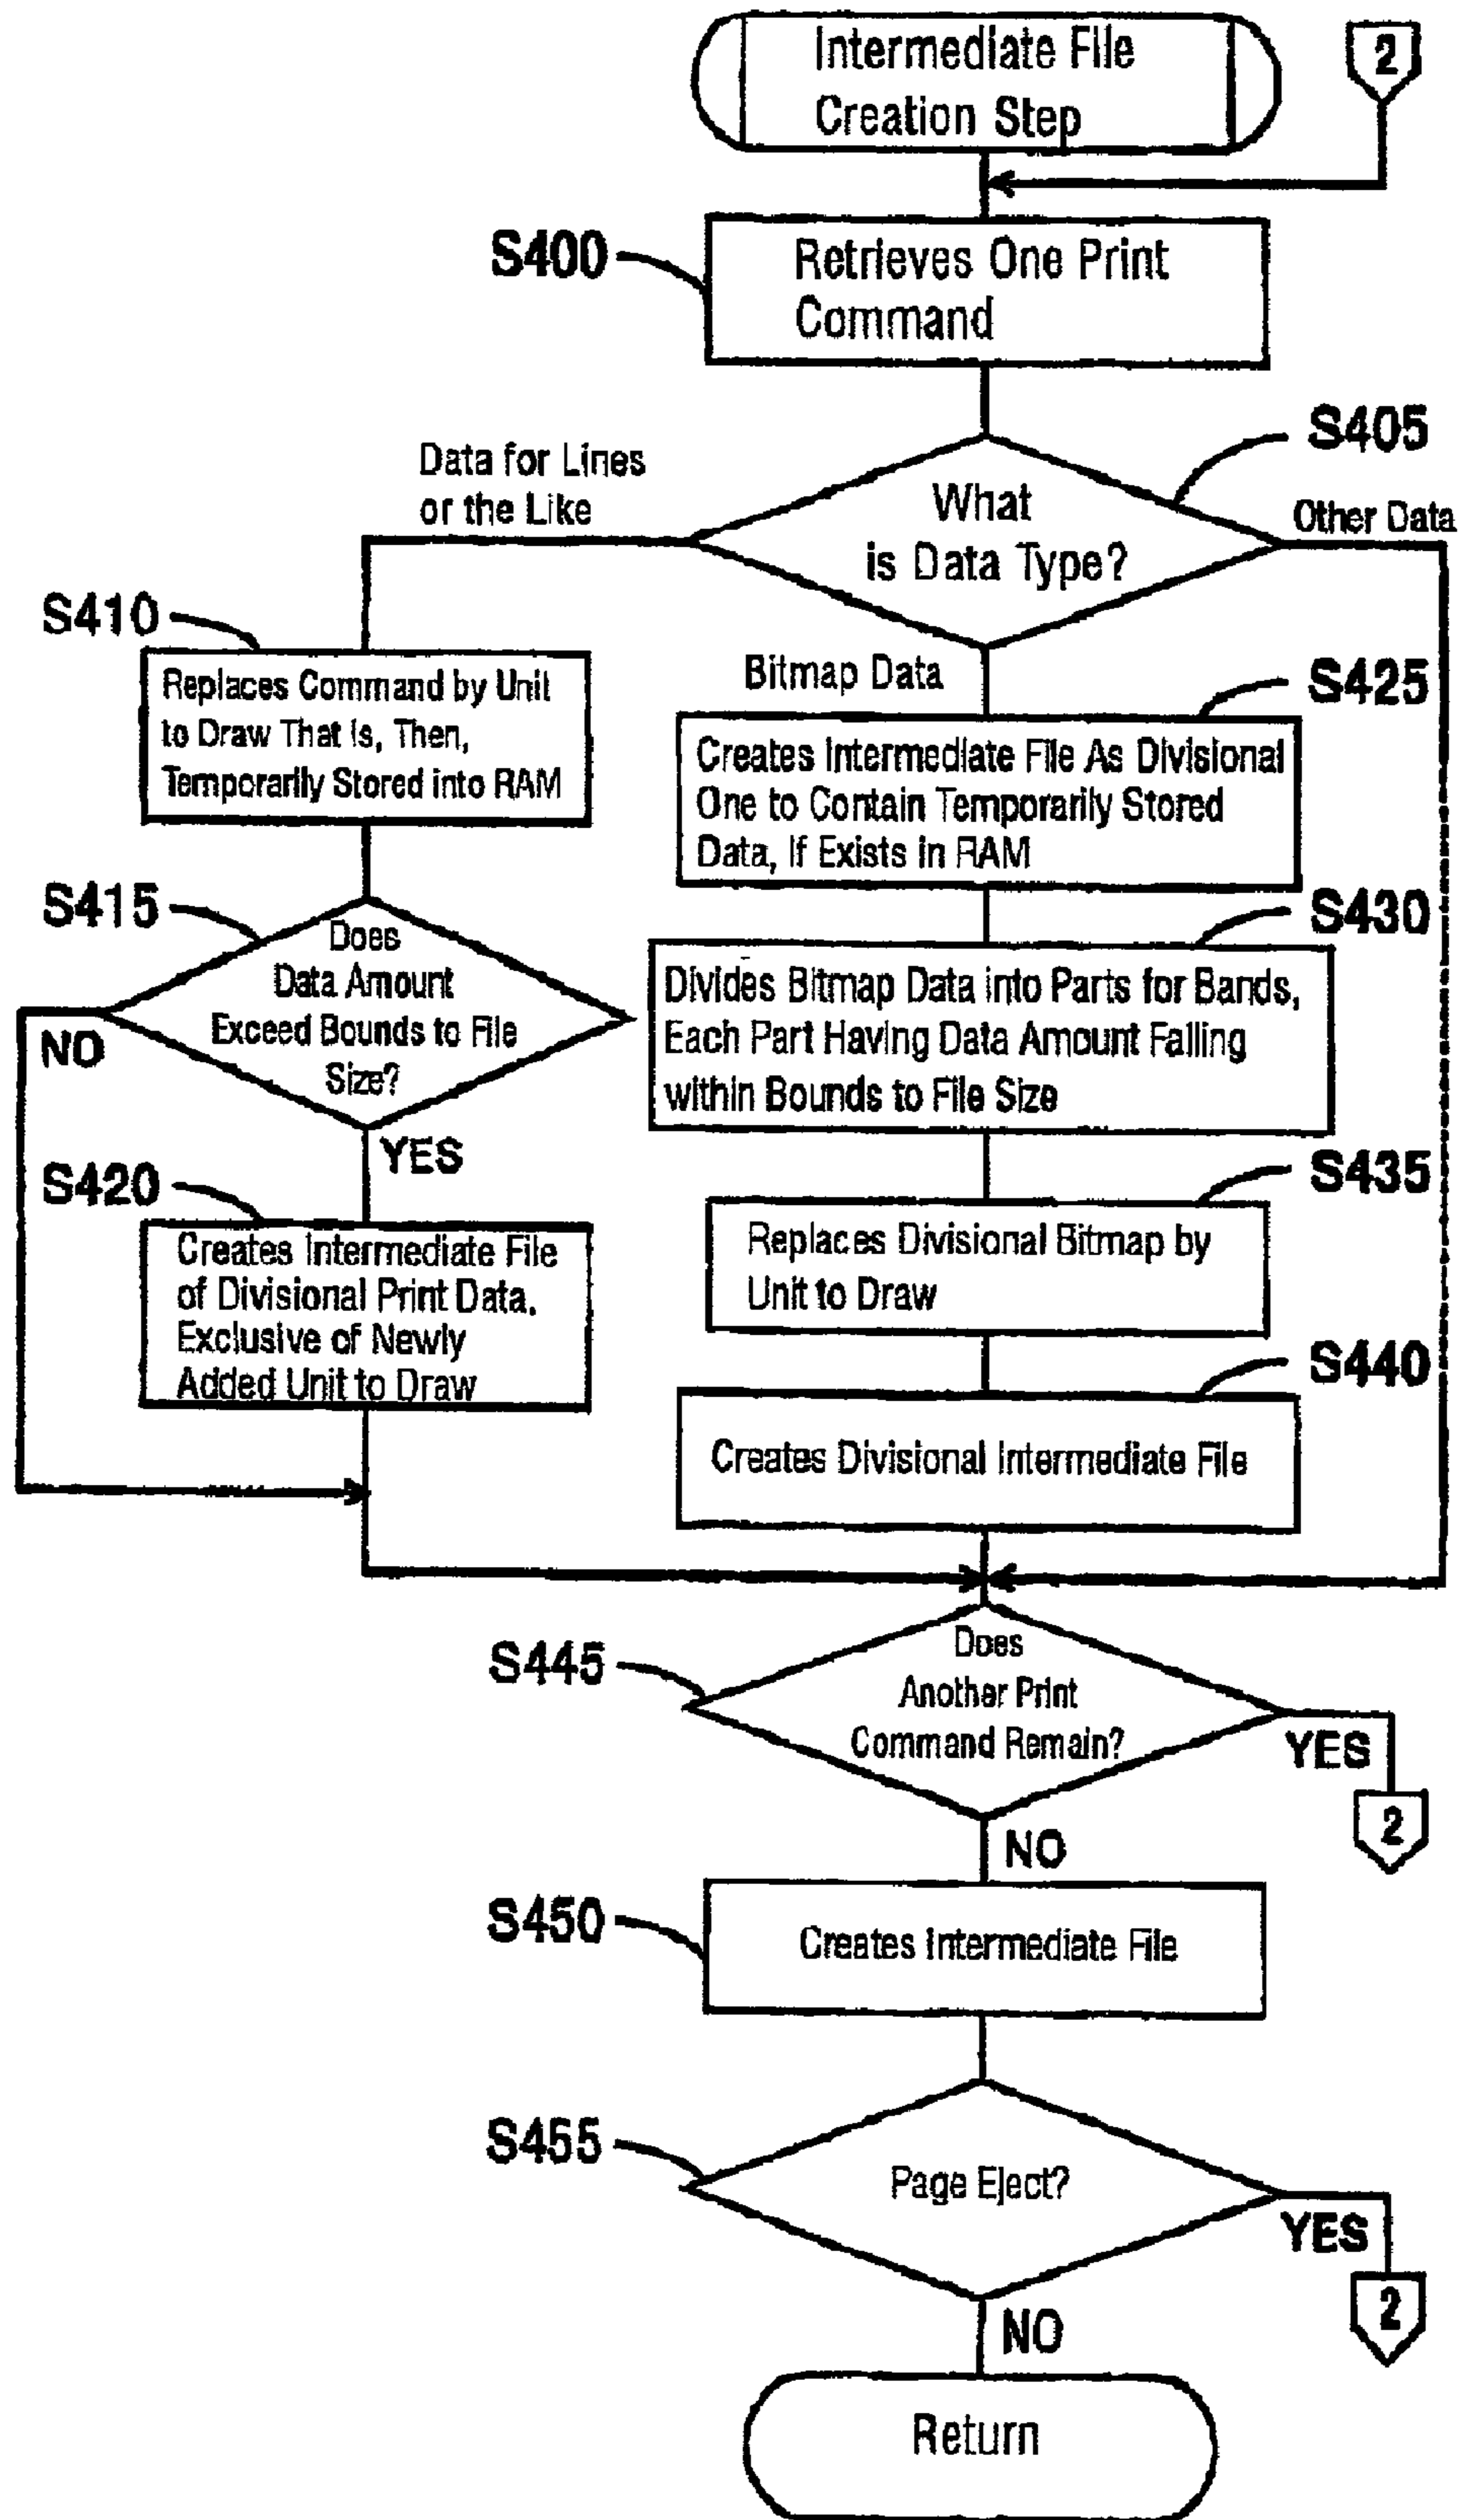 Intermediate File
Creation Step
2
S400
Retrieves One Print
Command
S405
Data for Lines
or the Like
What
is Data Type?
Other Data
S410
Replaces Command by Unit
to Draw That Is, Then,
Temporarily Stored into RAM
Bitmap Data
S425
Creates Intermediate File As Divisional
One to Contain Temporarily Stored
Data, If Exists in RAM
S415
Does
Data Amount
Exceed Bounds to File
Size?
NO
YES
S430
Divides Bitmap Data into Parts for Bands,
Each Part Having Data Amount Falling
within Bounds to File Size
S420
Creates Intermediate File
of Divisional Print Data.
Exclusive of Newly
Added Unit to Draw
S435
Replaces Divisional Bitmap by
Unit to Draw
S440
Creates Divisional Intermediate File
S445
Does
Another Print
Command Remain?
YES
2
NO
S450
Creates Intermediate File
S455
Page Eject?
YES
2
NO
Return